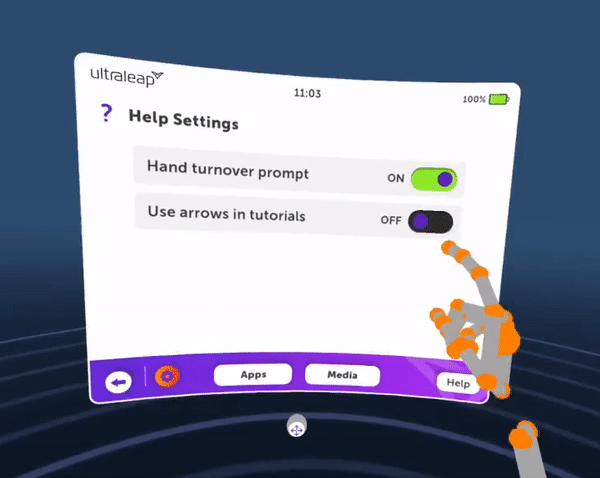 ultraleap
11:03
100%
? Help Settings
Hand turnover prompt ON
Use arrows in tutorials OFF
Apps Media Help